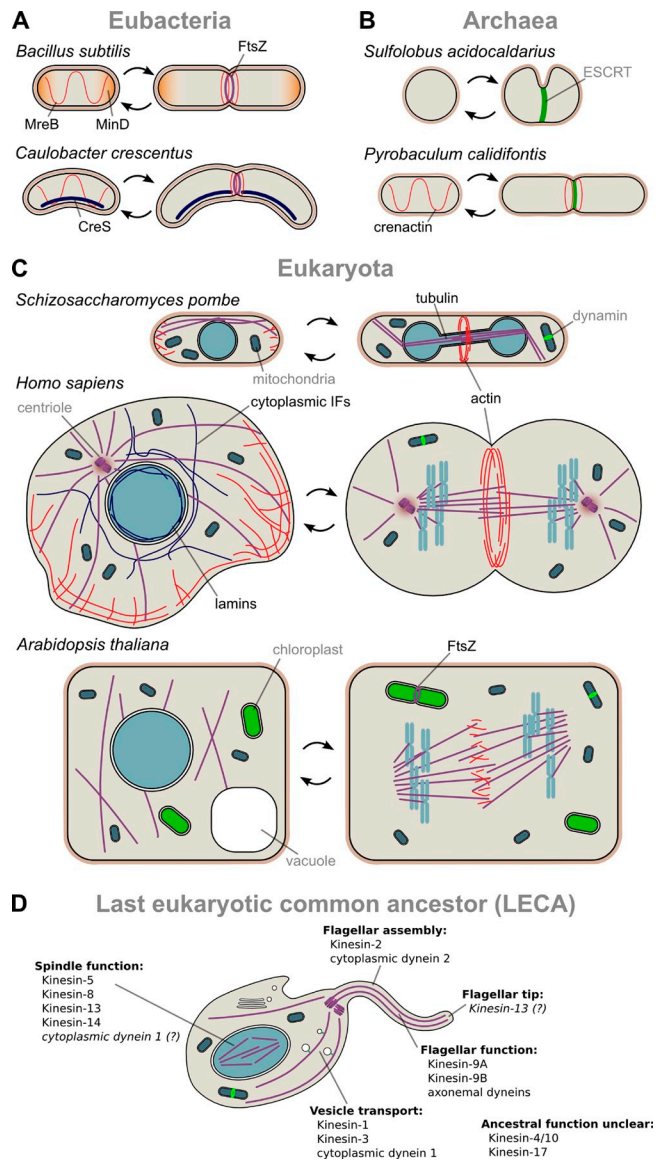 A Eubacteria
Bacillus subtilis
FtsZ
MreB MinD
Caulobacter crescentus
CreS
B Archaea
Sulfolobus acidocaldarius
ESCRT
Pyrobaculum calidifontis
crenactin
C Eukaryota
Schizosaccharomyces pombe
tubulin
dynamin
mitochondria
Homo sapiens
centriole
cytoplasmic IFs
actin
lamins
Arabidopsis thaliana
chloroplast
FtsZ
vacuole
D Last eukaryotic common ancestor (LECA)
Flagellar assembly:
Kinesin-2
cytoplasmic dynein 2
Spindle function:
Kinesin-5
Kinesin-8
Kinesin-13
Kinesin-14
cytoplasmic dynein 1 (?)
Flagellar tip:
Kinesin-13 (?)
Flagellar function:
Kinesin-9A
Kinesin-9B
axonemal dyneins
Vesicle transport:
Kinesin-1
Kinesin-3
cytoplasmic dynein 1
Ancestral function unclear:
Kinesin-4/10
Kinesin-17